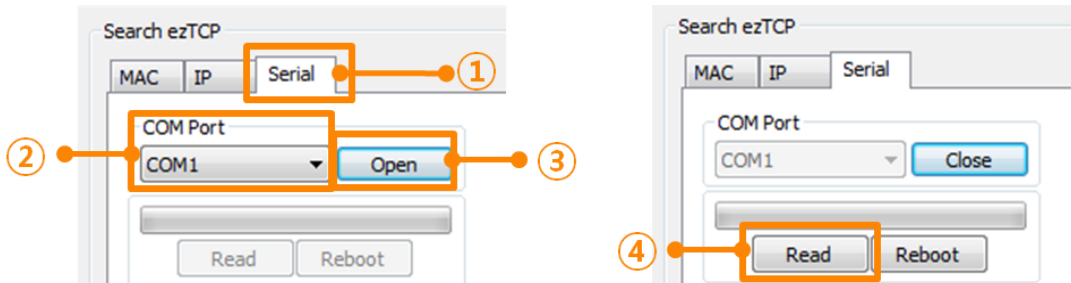 Search ezTCP
MAC IP Serial ①
COM Port
② COM1 Open ③
Read Reboot
Search ezTCP
MAC IP Serial
COM Port
COM1 Close
④ Read Reboot